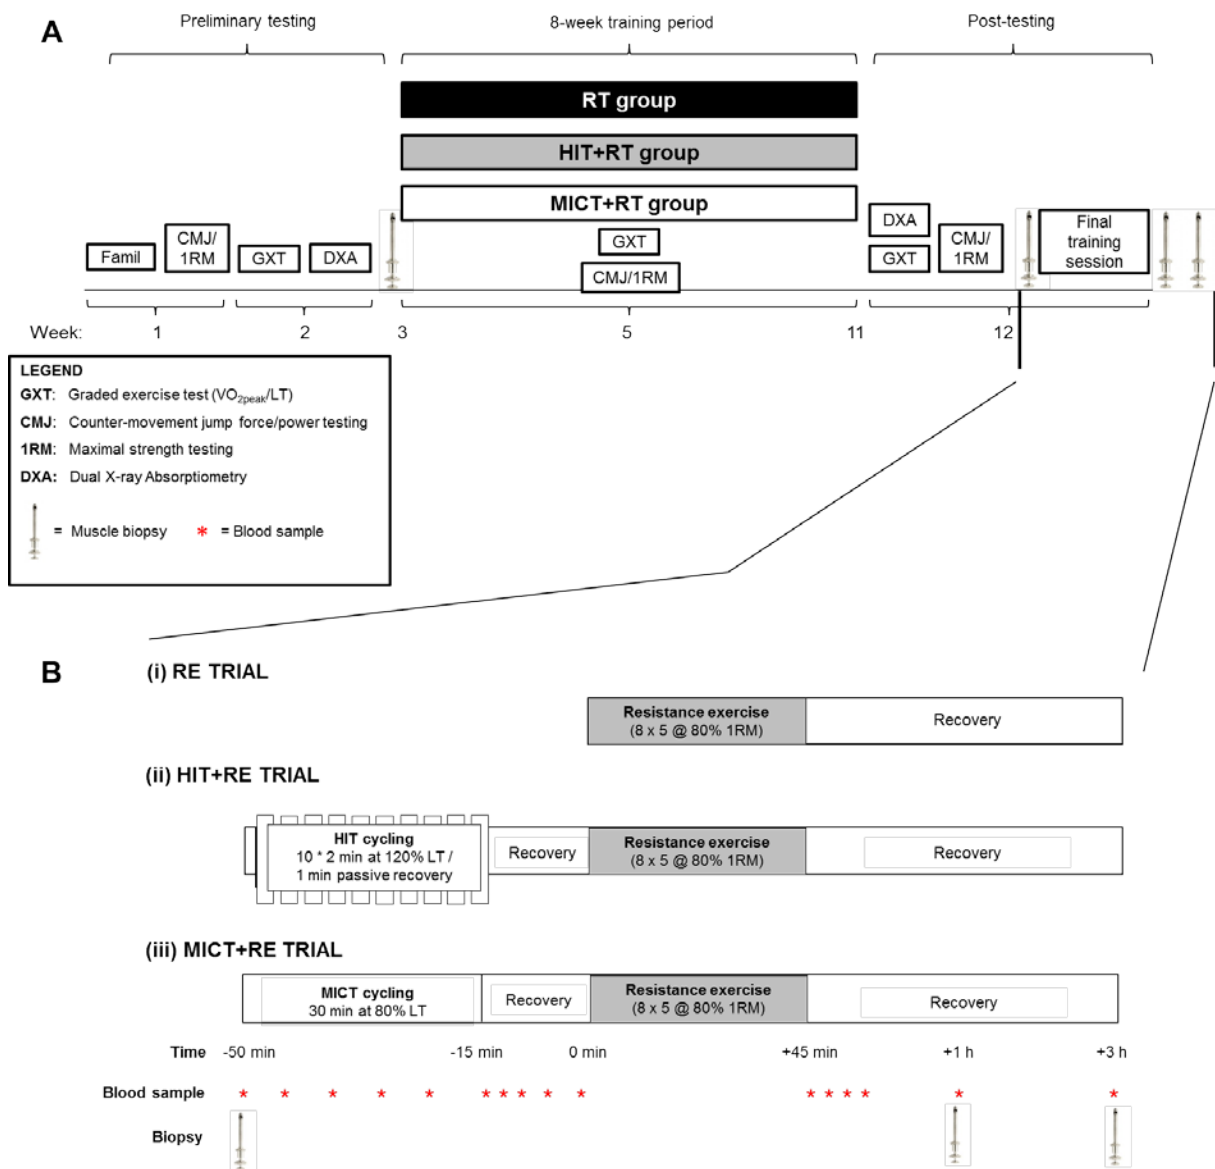 A
Preliminary testing
8-week training period
Post-testing
RT group
HIT+RT group
MICT+RT group
Famil
CMJ/
1RM
GXT
DXA
GXT
CMJ/1RM
DXA
GXT
CMJ/
1RM
Final
training
session
Week: 1 2 3 5 11 12
LEGEND
GXT: Graded exercise test (VO2peak/LT)
CMJ: Counter-movement jump force/power testing
1RM: Maximal strength testing
DXA: Dual X-ray Absorptiometry
= Muscle biopsy * = Blood sample
B
(i) RE TRIAL
Resistance exercise
(8 x 5 @ 80% 1RM)
Recovery
(ii) HIT+RE TRIAL
HIT cycling
10 * 2 min at 120% LT /
1 min passive recovery
Recovery
Resistance exercise
(8 x 5 @ 80% 1RM)
Recovery
(iii) MICT+RE TRIAL
MICT cycling
30 min at 80% LT
Recovery
Resistance exercise
(8 x 5 @ 80% 1RM)
Recovery
Time -50 min -15 min 0 min +45 min +1 h +3 h
Blood sample * * * * * * * * * * * * * * * *
Biopsy